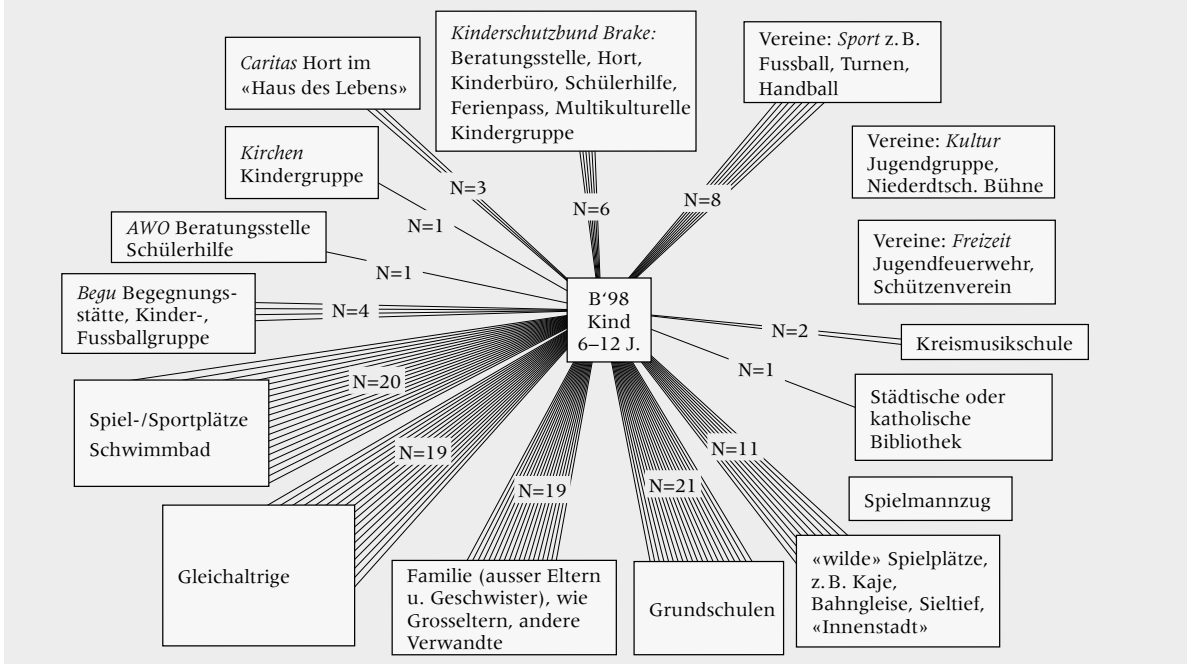 Caritas Hort im
«Haus des Lebens»
Kinderschutzbund Brake:
Beratungsstelle, Hort,
Kinderbüro, Schülerhilfe,
Ferienpass, Multikulturelle
Kindergruppe
Vereine: Sport z. B.
Fussball, Turnen,
Handball
Kirchen
Kindergruppe
Vereine: Kultur
Jugendgruppe,
Niederdtsch. Bühne
N=3
N=6
N=8
N=1
AWO Beratungsstelle
Schülerhilfe
Vereine: Freizeit
Jugendfeuerwehr,
Schützenverein
N=1
Begu Begegnungs-
stätte, Kinder-,
Fussballgruppe
N=4
B‘98
Kind
6–12 J.
N=2
Kreismusikschule
N=1
N=20
Spiel-/Sportplätze
Schwimmbad
Städtische oder
katholische
Bibliothek
N=19
N=19
N=21
N=11
Spielmannzug
Gleichaltrige
Familie (ausser Eltern
u. Geschwister), wie
Grosseltern, andere
Verwandte
Grundschulen
«wilde» Spielplätze,
z. B. Kaje,
Bahngleise, Sieltief,
«Innenstadt»